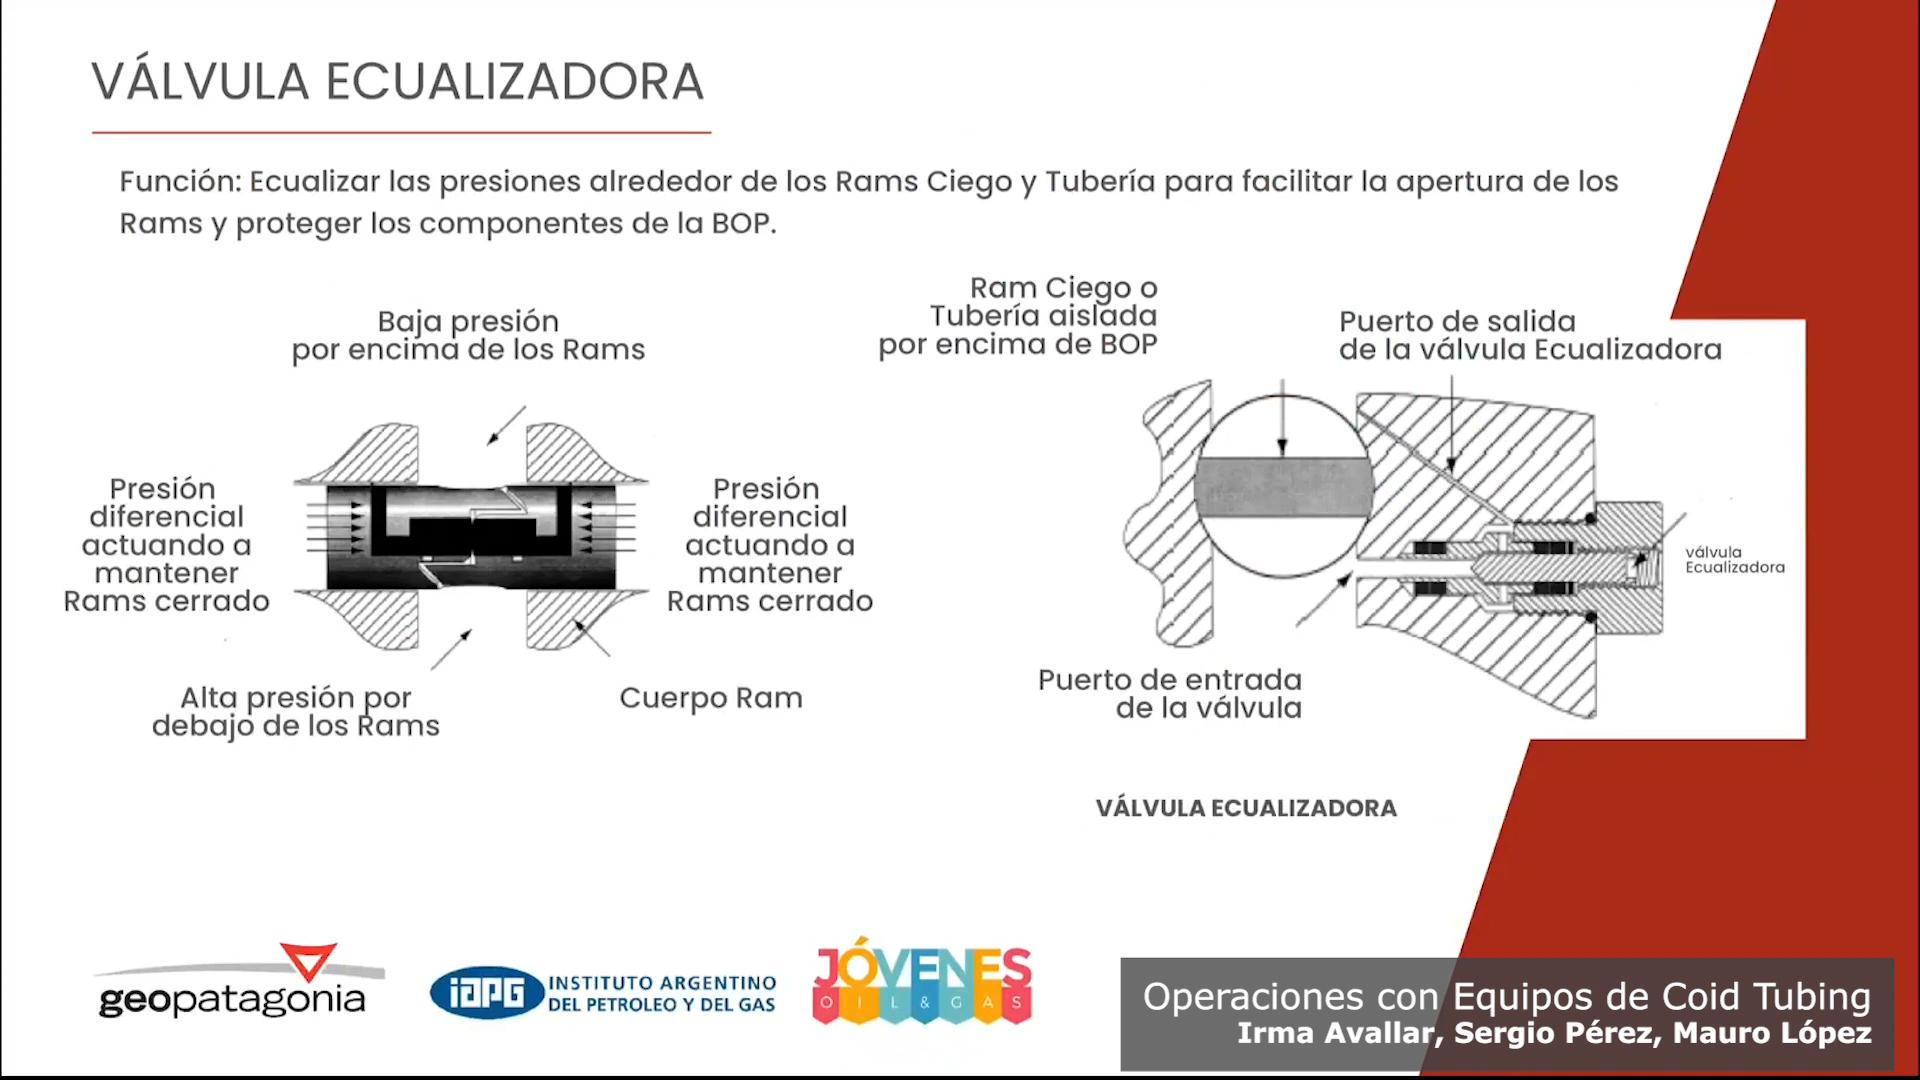 VÁLVULA ECUALIZADORA
Función: Ecualizar las presiones alrededor de los Rams Ciego y Tubería para facilitar la apertura de los
Rams y proteger los componentes de la BOP.
Baja presión
por encima de los Rams
Ram Ciego o
Tubería aislada
por encima de BOP
Puerto de salida
de la válvula Ecualizadora
Presión
diferencial
actuando a
mantener
Rams cerrado
Presión
diferencial
actuando a
mantener
Rams cerrado
válvula
Ecualizadora
Alta presión por
debajo de los Rams
Cuerpo Ram
Puerto de entrada
de la válvula
VÁLVULA ECUALIZADORA
geopatagonia
iapg
INSTITUTO ARGENTINO
DEL PETROLEO Y DEL GAS
JÓVENES
OIL&GAS
Operaciones con Equipos de Coid Tubing
Irma Avallar, Sergio Pérez, Mauro López